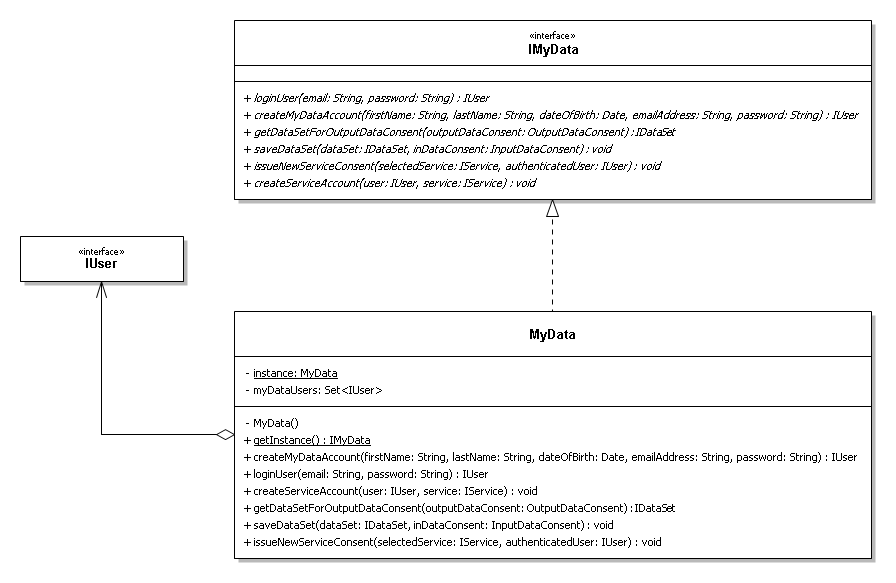 «interface»
IMyData
+ loginUser(email: String, password: String) : IUser
+ createMyDataAccount(firstName: String, lastName: String, dateOfBirth: Date, emailAddress: String, password: String) : IUser
+ getDataSetForOutputDataConsent(outputDataConsent: OutputDataConsent) : IDataSet
+ saveDataSet(dataSet: IDataSet, inDataConsent: InputDataConsent) : void
+ issueNewServiceConsent(selectedService: IService, authenticatedUser: IUser) : void
+ createServiceAccount(user: IUser, service: IService) : void
«interface»
IUser
MyData
- instance: MyData
- myDataUsers: Set<IUser>
- MyData()
+ getInstance() : IMyData
+ createMyDataAccount(firstName: String, lastName: String, dateOfBirth: Date, emailAddress: String, password: String) : IUser
+ loginUser(email: String, password: String) : IUser
+ createServiceAccount(user: IUser, service: IService) : void
+ getDataSetForOutputDataConsent(outputDataConsent: OutputDataConsent) : IDataSet
+ saveDataSet(dataSet: IDataSet, inDataConsent: InputDataConsent) : void
+ issueNewServiceConsent(selectedService: IService, authenticatedUser: IUser) : void